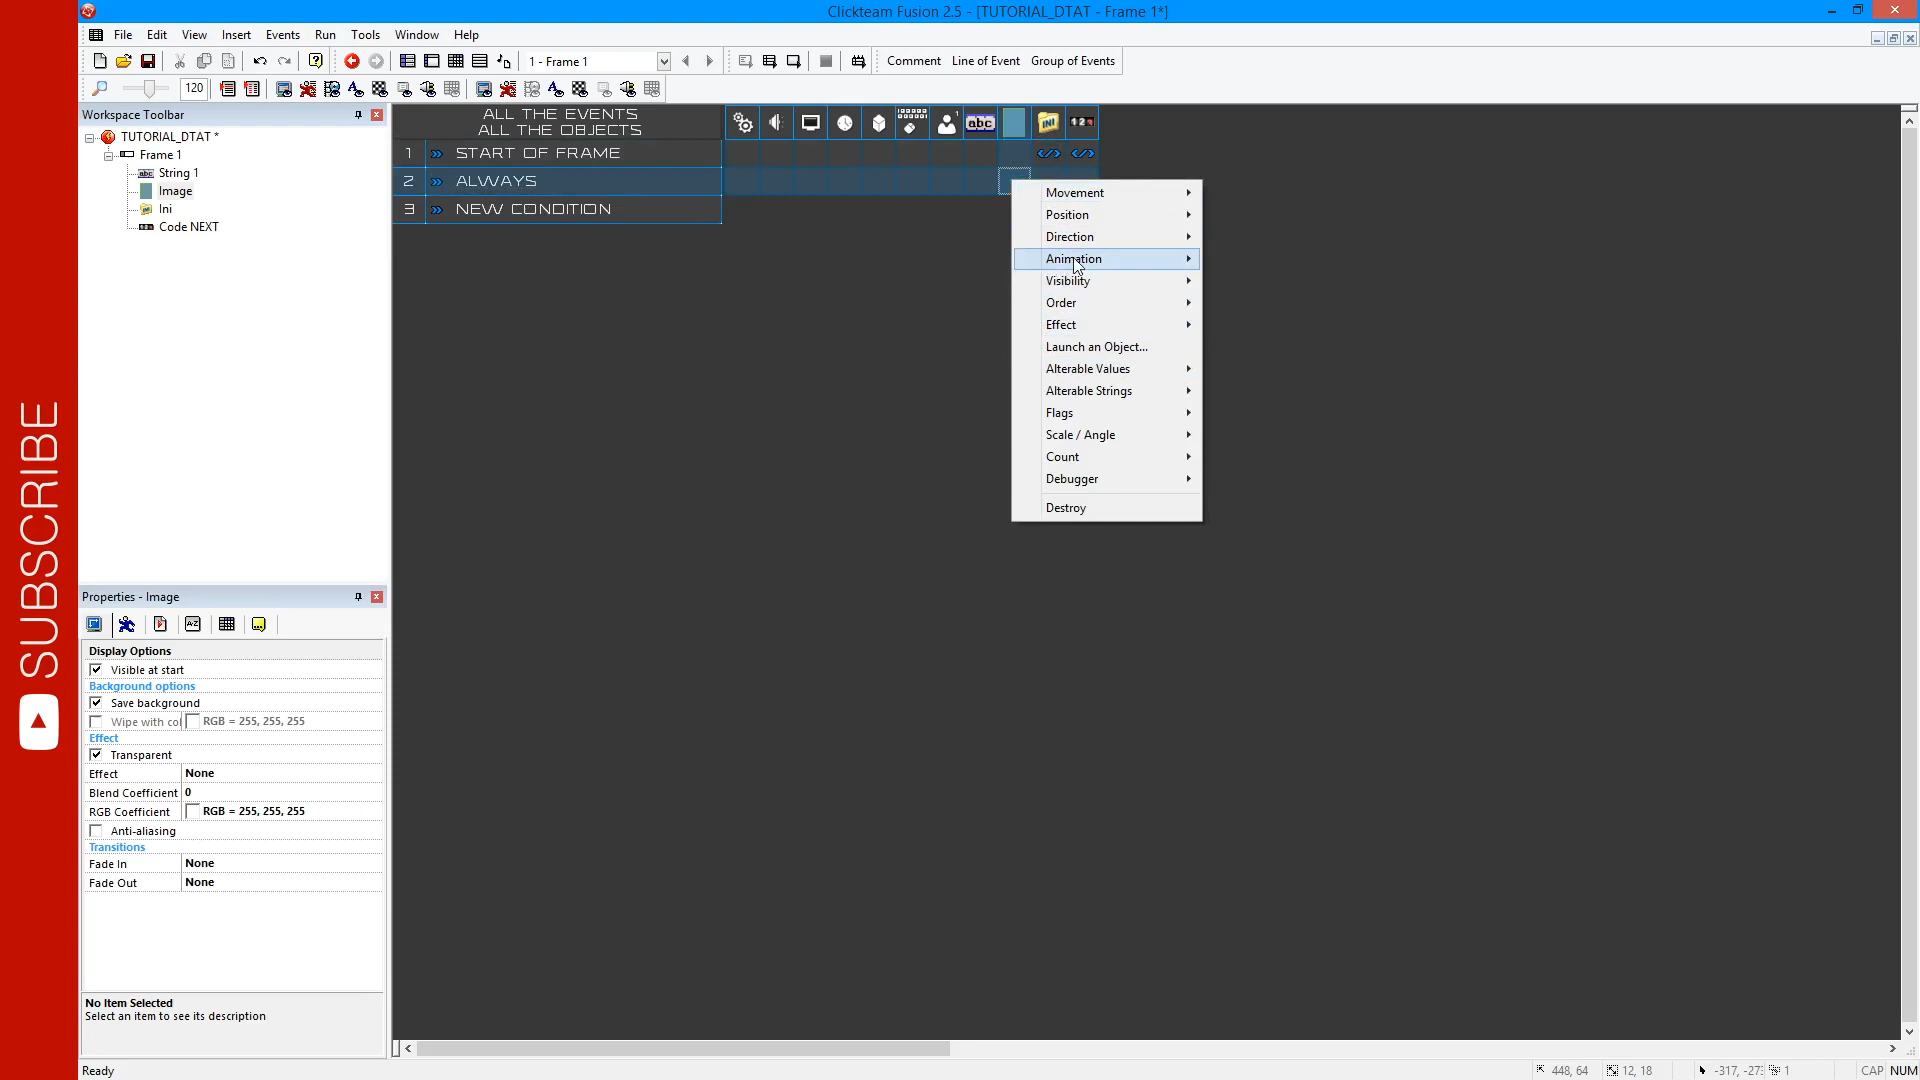 Clickteam Fusion 2.5 - [TUTORIAL_DTAT - Frame 1*]
File Edit View Insert Events Run Tools Window Help
1 - Frame 1
Comment Line of Event Group of Events
120
Workspace Toolbar
TUTORIAL_DTAT *
Frame 1
abc String 1
Image
Ini
Code NEXT
ALL THE EVENTS
ALL THE OBJECTS
abc INI
1 START OF FRAME
2 ALWAYS
3 NEW CONDITION
Movement
Position
Direction
Animation
Visibility
Order
Effect
Launch an Object...
Alterable Values
Alterable Strings
Flags
Scale / Angle
Count
Debugger
Destroy
SUBSCRIBE
Properties - Image
Display Options
Visible at start
Background options
Save background
Wipe with col RGB = 255, 255, 255
Effect
Transparent
Effect None
Blend Coefficient 0
RGB Coefficient RGB = 255, 255, 255
Anti-aliasing
Transitions
Fade In None
Fade Out None
No Item Selected
Select an item to see its description
Ready
448, 64 12, 18 -317, -27 1 CAP NUM